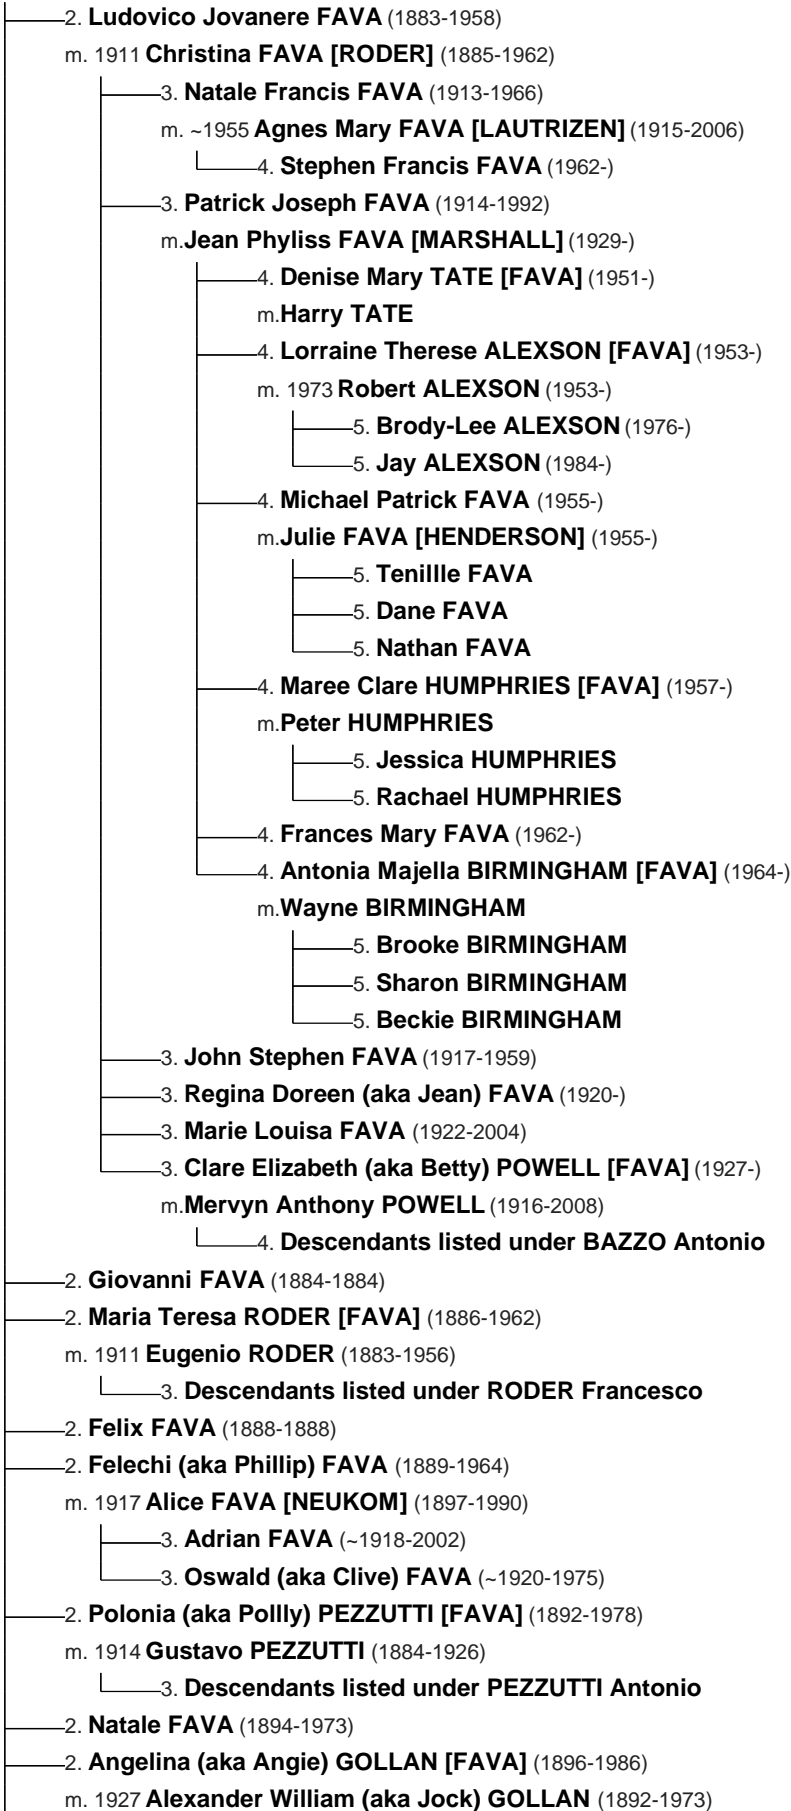 2. Ludovico Jovanere FAVA (1883-1958)
m. 1911 Christina FAVA [RODER] (1885-1962)
3. Natale Francis FAVA (1913-1966)
m. ~1955 Agnes Mary FAVA [LAUTRIZEN] (1915-2006)
4. Stephen Francis FAVA (1962-)
3. Patrick Joseph FAVA (1914-1992)
m.Jean Phyliss FAVA [MARSHALL] (1929-)
4. Denise Mary TATE [FAVA] (1951-)
m.Harry TATE
4. Lorraine Therese ALEXSON [FAVA] (1953-)
m. 1973 Robert ALEXSON (1953-)
5. Brody-Lee ALEXSON (1976-)
5. Jay ALEXSON (1984-)
4. Michael Patrick FAVA (1955-)
m.Julie FAVA [HENDERSON] (1955-)
5. Tenillle FAVA
5. Dane FAVA
5. Nathan FAVA
4. Maree Clare HUMPHRIES [FAVA] (1957-)
m.Peter HUMPHRIES
5. Jessica HUMPHRIES
5. Rachael HUMPHRIES
4. Frances Mary FAVA (1962-)
4. Antonia Majella BIRMINGHAM [FAVA] (1964-)
m.Wayne BIRMINGHAM
5. Brooke BIRMINGHAM
5. Sharon BIRMINGHAM
5. Beckie BIRMINGHAM
3. John Stephen FAVA (1917-1959)
3. Regina Doreen (aka Jean) FAVA (1920-)
3. Marie Louisa FAVA (1922-2004)
3. Clare Elizabeth (aka Betty) POWELL [FAVA] (1927-)
m.Mervyn Anthony POWELL (1916-2008)
4. Descendants listed under BAZZO Antonio
2. Giovanni FAVA (1884-1884)
2. Maria Teresa RODER [FAVA] (1886-1962)
m. 1911 Eugenio RODER (1883-1956)
3. Descendants listed under RODER Francesco
2. Felix FAVA (1888-1888)
2. Felechi (aka Phillip) FAVA (1889-1964)
m. 1917 Alice FAVA [NEUKOM] (1897-1990)
3. Adrian FAVA (~1918-2002)
3. Oswald (aka Clive) FAVA (~1920-1975)
2. Polonia (aka Pollly) PEZZUTTI [FAVA] (1892-1978)
m. 1914 Gustavo PEZZUTTI (1884-1926)
3. Descendants listed under PEZZUTTI Antonio
2. Natale FAVA (1894-1973)
2. Angelina (aka Angie) GOLLAN [FAVA] (1896-1986)
m. 1927 Alexander William (aka Jock) GOLLAN (1892-1973)